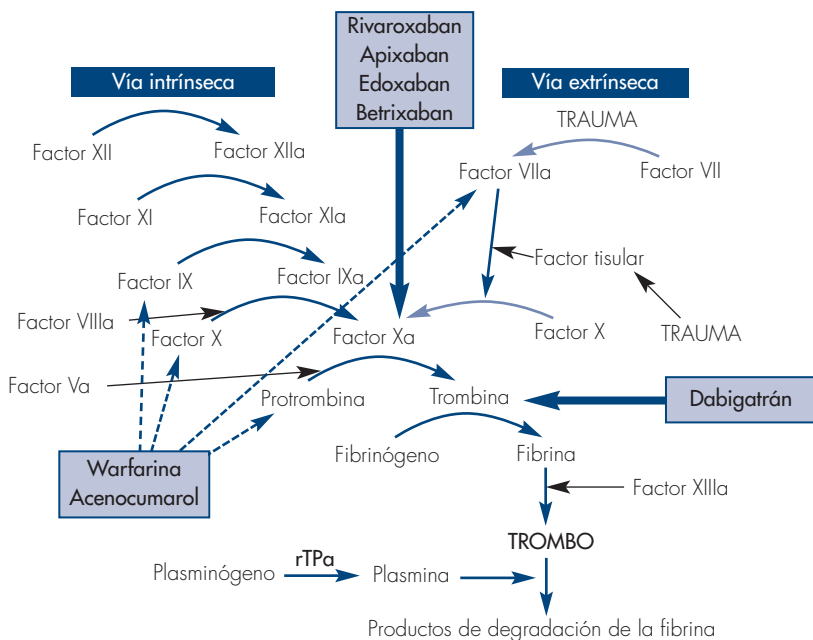 Rivaroxaban
Apixaban
Edoxaban
Betrixaban
Vía intrínseca
Vía extrínseca
TRAUMA
Factor XII
Factor XIIa
Factor VIIa
Factor VII
Factor XI
Factor XIa
Factor IX
Factor IXa
Factor tisular
Factor VIIIa
Factor X
Factor Xa
Factor X
TRAUMA
Factor Va
Protrombina
Trombina
Dabigatrán
Fibrinógeno
Fibrina
Warfarina
Acenocumarol
Factor XIIIa
TROMBO
Plasminógeno
rTPa
Plasmina
Productos de degradación de la fibrina